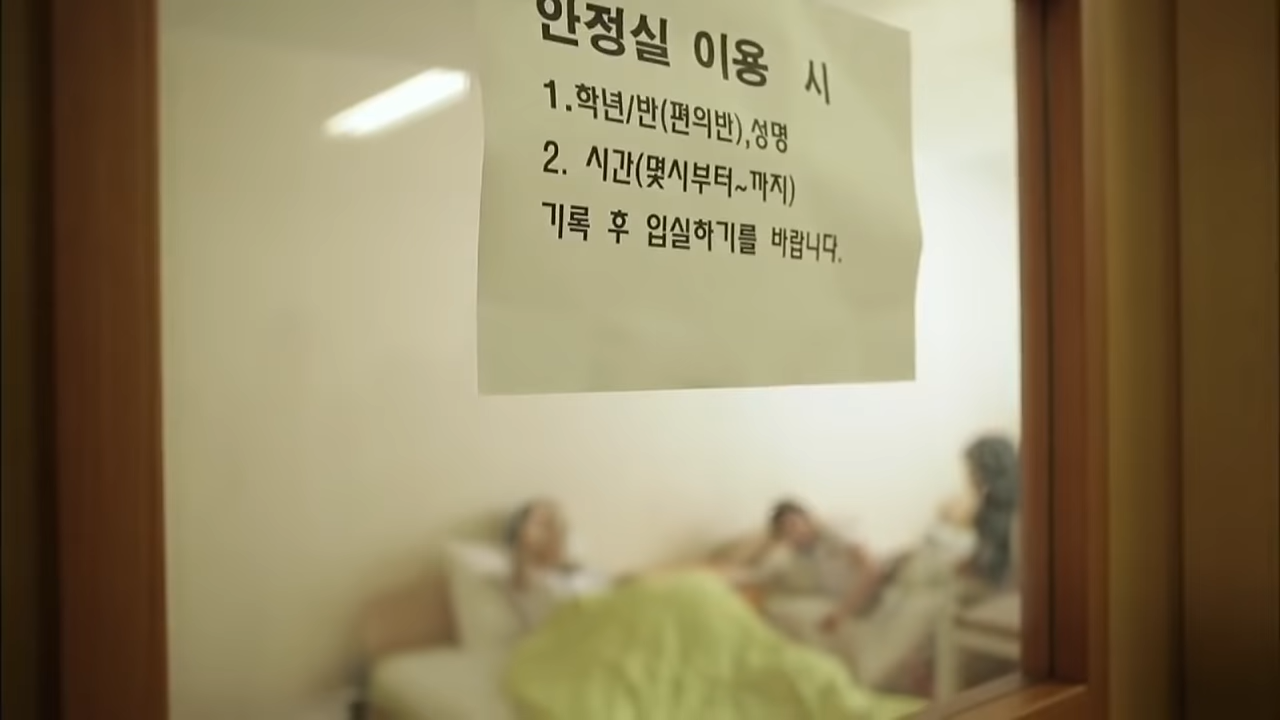 안정실 이용 시
1.학년/반(편의반),성명
2. 시간(몇시부터~까지)
기록 후 입실하기를 바랍니다.